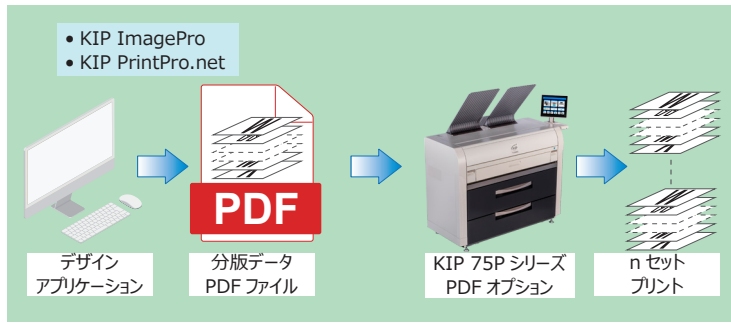 • KIP ImagePro
• KIP PrintPro.net
PDF
デザイン
アプリケーション
分版データ
PDF ファイル
KIP 75P シリーズ
PDF オプション
n セット
プリント